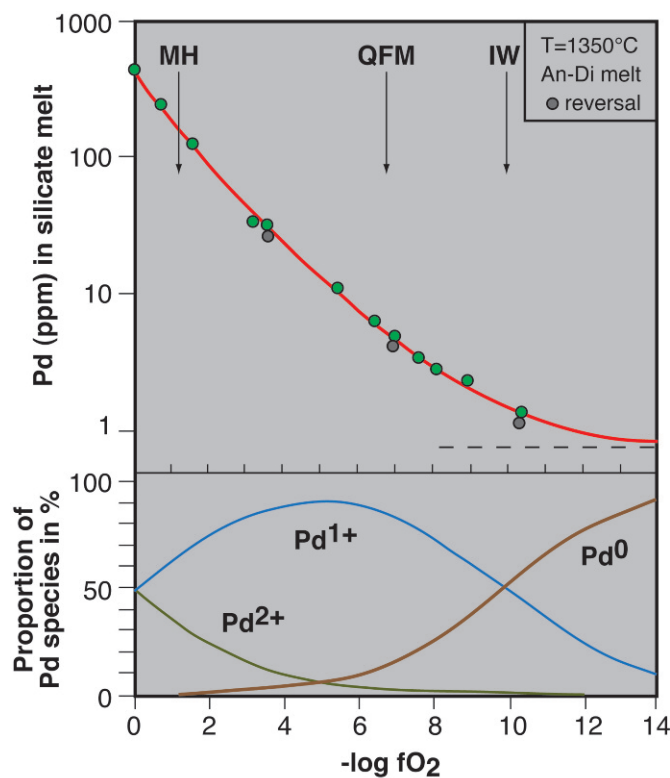 1000
100
10
1
Pd (ppm) in silicate melt
MH
QFM
IW
T=1350°C
An-Di melt
reversal
100
50
0
Proportion of
Pd species in %
Pd1+
Pd2+
Pd0
0 2 4 6 8 10 12 14
-log fO2